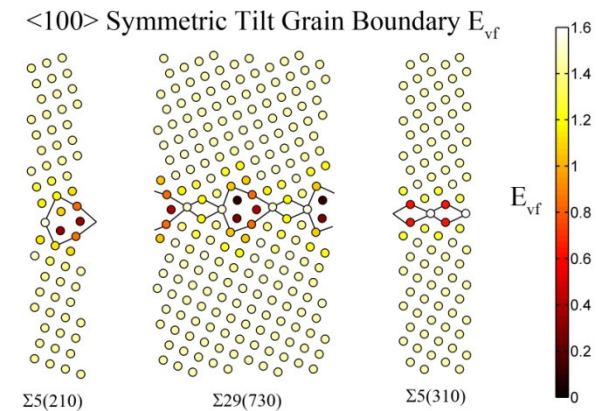 <100> Symmetric Tilt Grain Boundary Evf
1.6
1.4
1.2
1
0.8
0.6
0.4
0.2
0
Evf
Σ5(210)
Σ29(730)
Σ5(310)